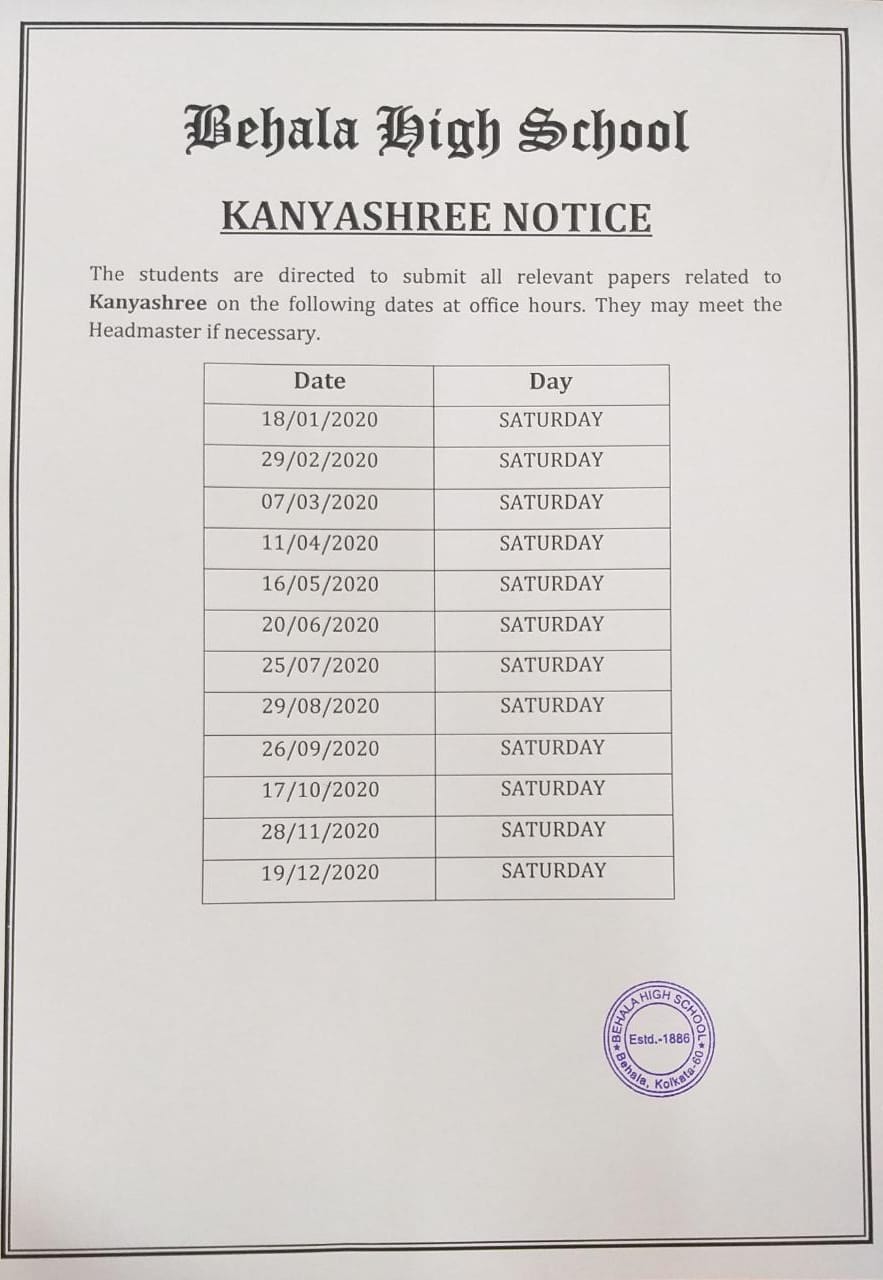 Behala High School
KANYASHREE NOTICE
The students are directed to submit all relevant papers related to
Kanyashree on the following dates at office hours. They may meet the
Headmaster if necessary.
Date Day
18/01/2020 SATURDAY
29/02/2020 SATURDAY
07/03/2020 SATURDAY
11/04/2020 SATURDAY
16/05/2020 SATURDAY
20/06/2020 SATURDAY
25/07/2020 SATURDAY
29/08/2020 SATURDAY
26/09/2020 SATURDAY
17/10/2020 SATURDAY
28/11/2020 SATURDAY
19/12/2020 SATURDAY
BEHALA HIGH SCHOOL
Estd.-1886
Behala, Kolkata-60